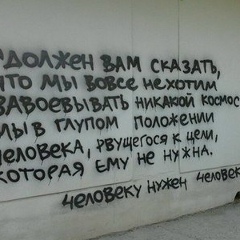 Я ДОЛЖЕН ВАМ СКАЗАТЬ,
ЧТО МЫ ВОВСЕ НЕ ХОТИМ
ЗАВОЕВЫВАТЬ НИКАКОЙ КОСМОС
МЫ В ГЛУПОМ ПОЛОЖЕНИИ
ЧЕЛОВЕКА, РВУЩЕГОСЯ К ЦЕЛИ,
КОТОРАЯ ЕМУ НЕ НУЖНА.
ЧЕЛОВЕКУ НУЖЕН ЧЕЛОВЕК